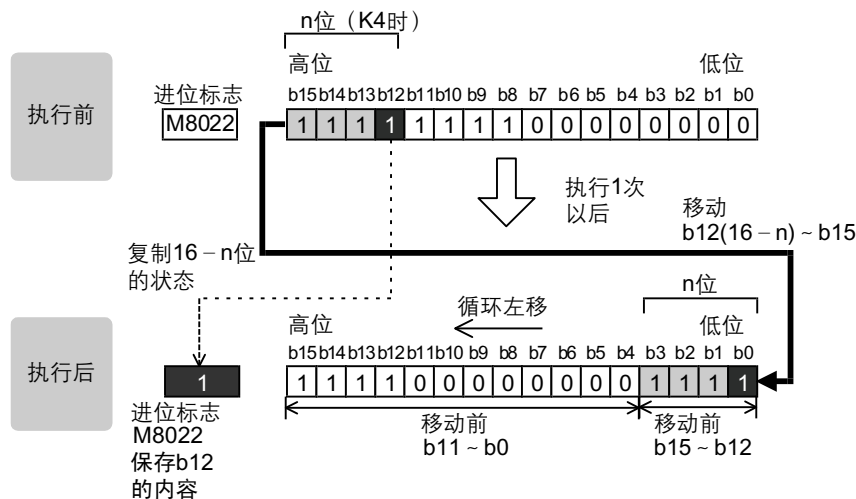 n位（K4时）
高位
低位
b15 b14 b13 b12 b11 b10 b9 b8 b7 b6 b5 b4 b3 b2 b1 b0
执行前
进位标志
M8022
1 1 1 1 1 1 1 1 0 0 0 0 0 0 0 0
执行1次
以后
移动
b12(16－n)～b15
复制16－n位
的状态
n位
循环左移
高位
低位
b15 b14 b13 b12 b11 b10 b9 b8 b7 b6 b5 b4 b3 b2 b1 b0
执行后
1
1 1 1 1 0 0 0 0 0 0 0 0 1 1 1 1
进位标志
M8022
保存b12
的内容
移动前
b11～b0
移动前
b15～b12